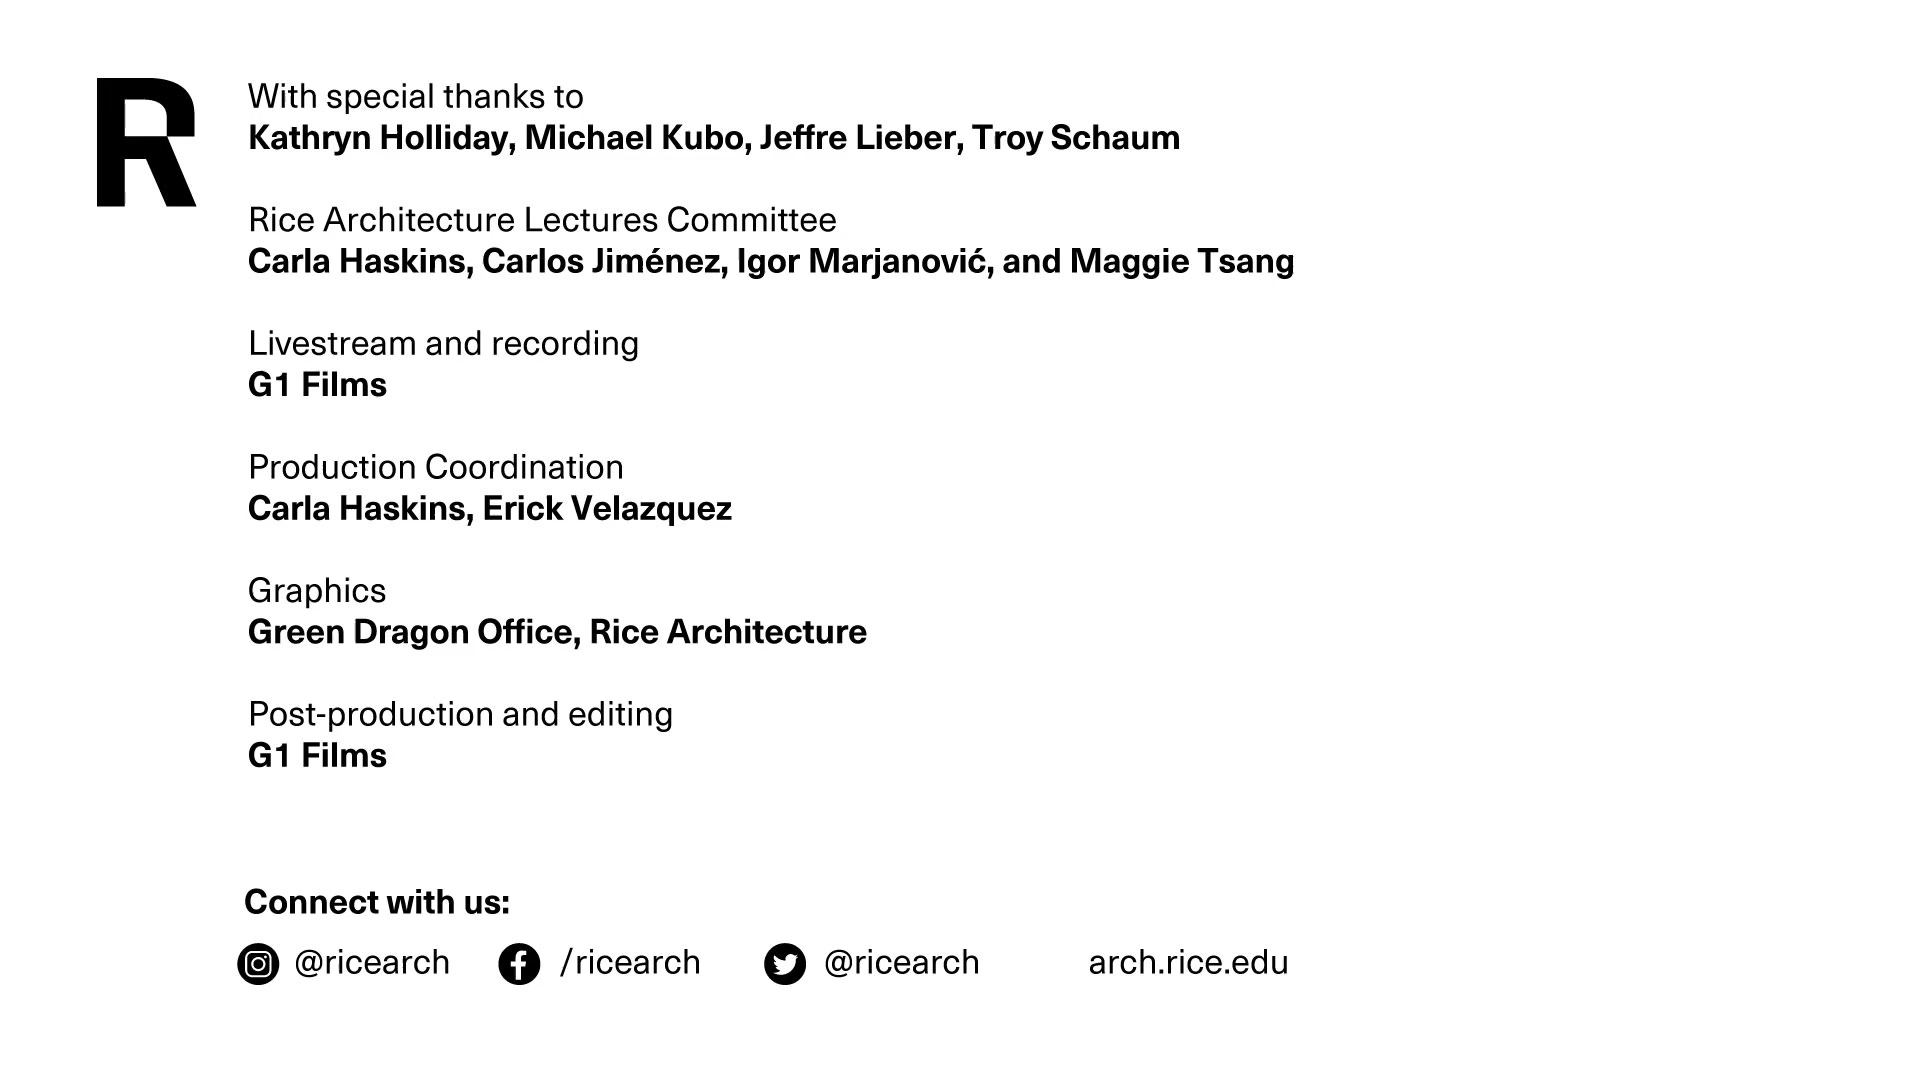 R
With special thanks to
Kathryn Holliday, Michael Kubo, Jeffre Lieber, Troy Schaum
Rice Architecture Lectures Committee
Carla Haskins, Carlos Jiménez, Igor Marjanović, and Maggie Tsang
Livestream and recording
G1 Films
Production Coordination
Carla Haskins, Erick Velazquez
Graphics
Green Dragon Office, Rice Architecture
Post-production and editing
G1 Films
Connect with us:
@ricearch /ricearch @ricearch arch.rice.edu